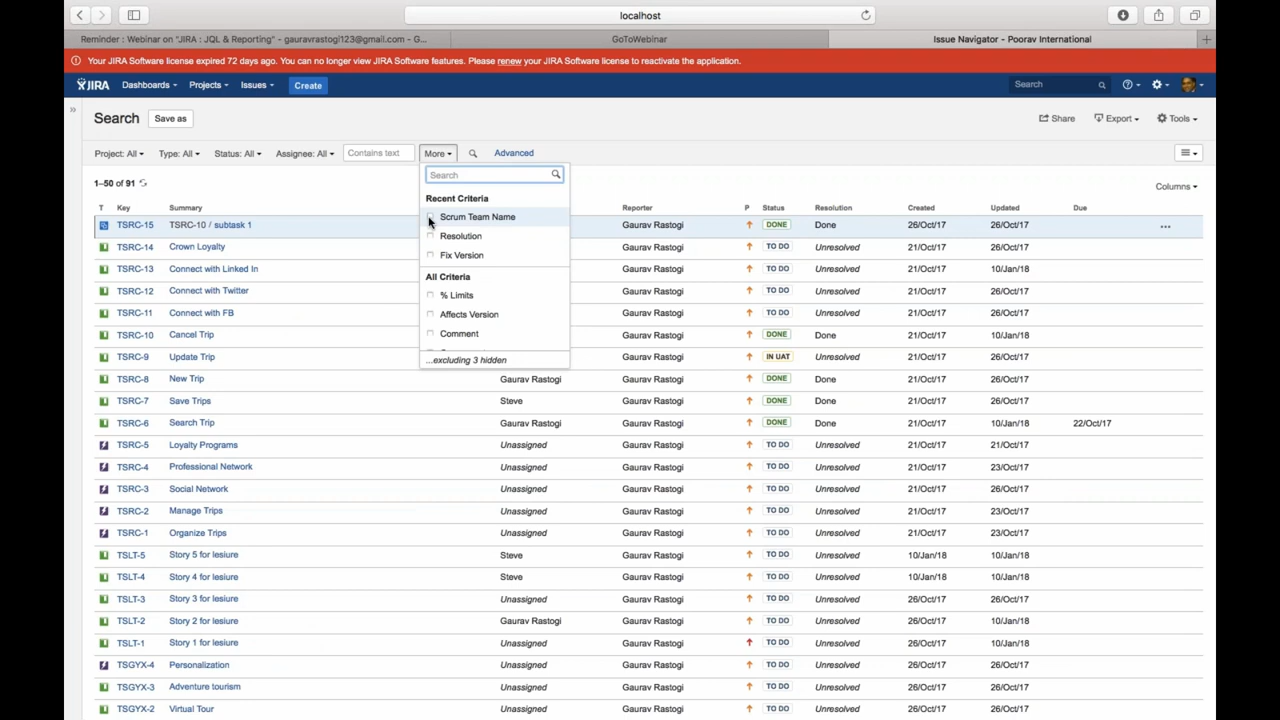 localhost
Reminder : Webinar on "JIRA : JQL & Reporting" - gauravrastogi123@gmail.com - G... GoToWebinar Issue Navigator - Poorav International
Your JIRA Software license expired 72 days ago. You can no longer view JIRA Software features. Please renew your JIRA Software license to reactivate the application.
JIRA Dashboards Projects Issues Create Search
Search Save as Share Export Tools
Project: All Type: All Status: All Assignee: All Contains text More Advanced
Search
1–50 of 91 Columns
Recent Criteria
Scrum Team Name
Resolution
Fix Version
All Criteria
% Limits
Affects Version
Comment
...excluding 3 hidden
T Key Summary Reporter P Status Resolution Created Updated Due
TSRC-15 TSRC-10 / subtask 1 Gaurav Rastogi DONE Done 26/Oct/17 26/Oct/17 ...
TSRC-14 Crown Loyalty Gaurav Rastogi TO DO Unresolved 21/Oct/17 26/Oct/17
TSRC-13 Connect with Linked In Gaurav Rastogi TO DO Unresolved 21/Oct/17 10/Jan/18
TSRC-12 Connect with Twitter Gaurav Rastogi TO DO Unresolved 21/Oct/17 26/Oct/17
TSRC-11 Connect with FB Gaurav Rastogi TO DO Unresolved 21/Oct/17 26/Oct/17
TSRC-10 Cancel Trip Gaurav Rastogi DONE Done 21/Oct/17 10/Jan/18
TSRC-9 Update Trip Gaurav Rastogi IN UAT Unresolved 21/Oct/17 26/Oct/17
TSRC-8 New Trip Gaurav Rastogi Gaurav Rastogi DONE Done 21/Oct/17 26/Oct/17
TSRC-7 Save Trips Steve Gaurav Rastogi DONE Done 21/Oct/17 26/Oct/17
TSRC-6 Search Trip Gaurav Rastogi Gaurav Rastogi DONE Done 21/Oct/17 10/Jan/18 22/Oct/17
TSRC-5 Loyalty Programs Unassigned Gaurav Rastogi TO DO Unresolved 21/Oct/17 21/Oct/17
TSRC-4 Professional Network Unassigned Gaurav Rastogi TO DO Unresolved 21/Oct/17 23/Oct/17
TSRC-3 Social Network Unassigned Gaurav Rastogi TO DO Unresolved 21/Oct/17 26/Oct/17
TSRC-2 Manage Trips Unassigned Gaurav Rastogi TO DO Unresolved 21/Oct/17 23/Oct/17
TSRC-1 Organize Trips Unassigned Gaurav Rastogi TO DO Unresolved 21/Oct/17 23/Oct/17
TSLT-5 Story 5 for lesiure Steve Gaurav Rastogi TO DO Unresolved 10/Jan/18 10/Jan/18
TSLT-4 Story 4 for lesiure Steve Gaurav Rastogi TO DO Unresolved 10/Jan/18 10/Jan/18
TSLT-3 Story 3 for lesiure Unassigned Gaurav Rastogi TO DO Unresolved 26/Oct/17 26/Oct/17
TSLT-2 Story 2 for lesiure Gaurav Rastogi Gaurav Rastogi TO DO Unresolved 26/Oct/17 10/Jan/18
TSLT-1 Story 1 for lesiure Unassigned Gaurav Rastogi TO DO Unresolved 26/Oct/17 10/Jan/18
TSGYX-4 Personalization Unassigned Gaurav Rastogi TO DO Unresolved 26/Oct/17 26/Oct/17
TSGYX-3 Adventure tourism Unassigned Gaurav Rastogi TO DO Unresolved 26/Oct/17 26/Oct/17
TSGYX-2 Virtual Tour Unassigned Gaurav Rastogi TO DO Unresolved 26/Oct/17 26/Oct/17